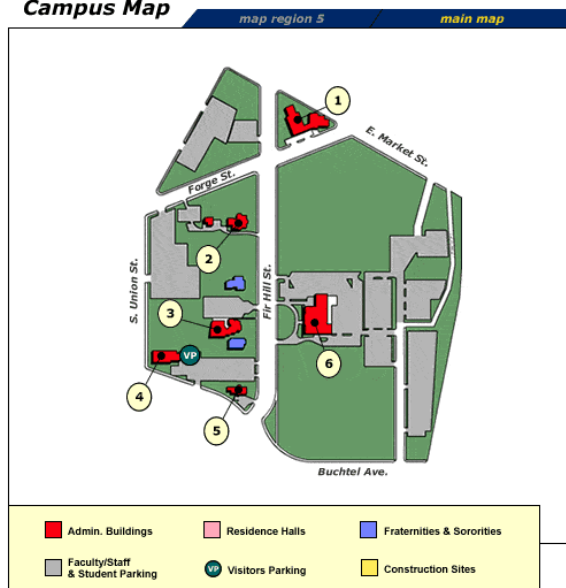 Campus Map
map region 5
main map
1
E. Market St.
Forge St.
2
S. Union St.
Fir Hill St.
3
VP
6
4
5
Buchtel Ave.
Admin. Buildings
Residence Halls
Fraternities & Sororities
Faculty/Staff
& Student Parking
VP
Visitors Parking
Construction Sites